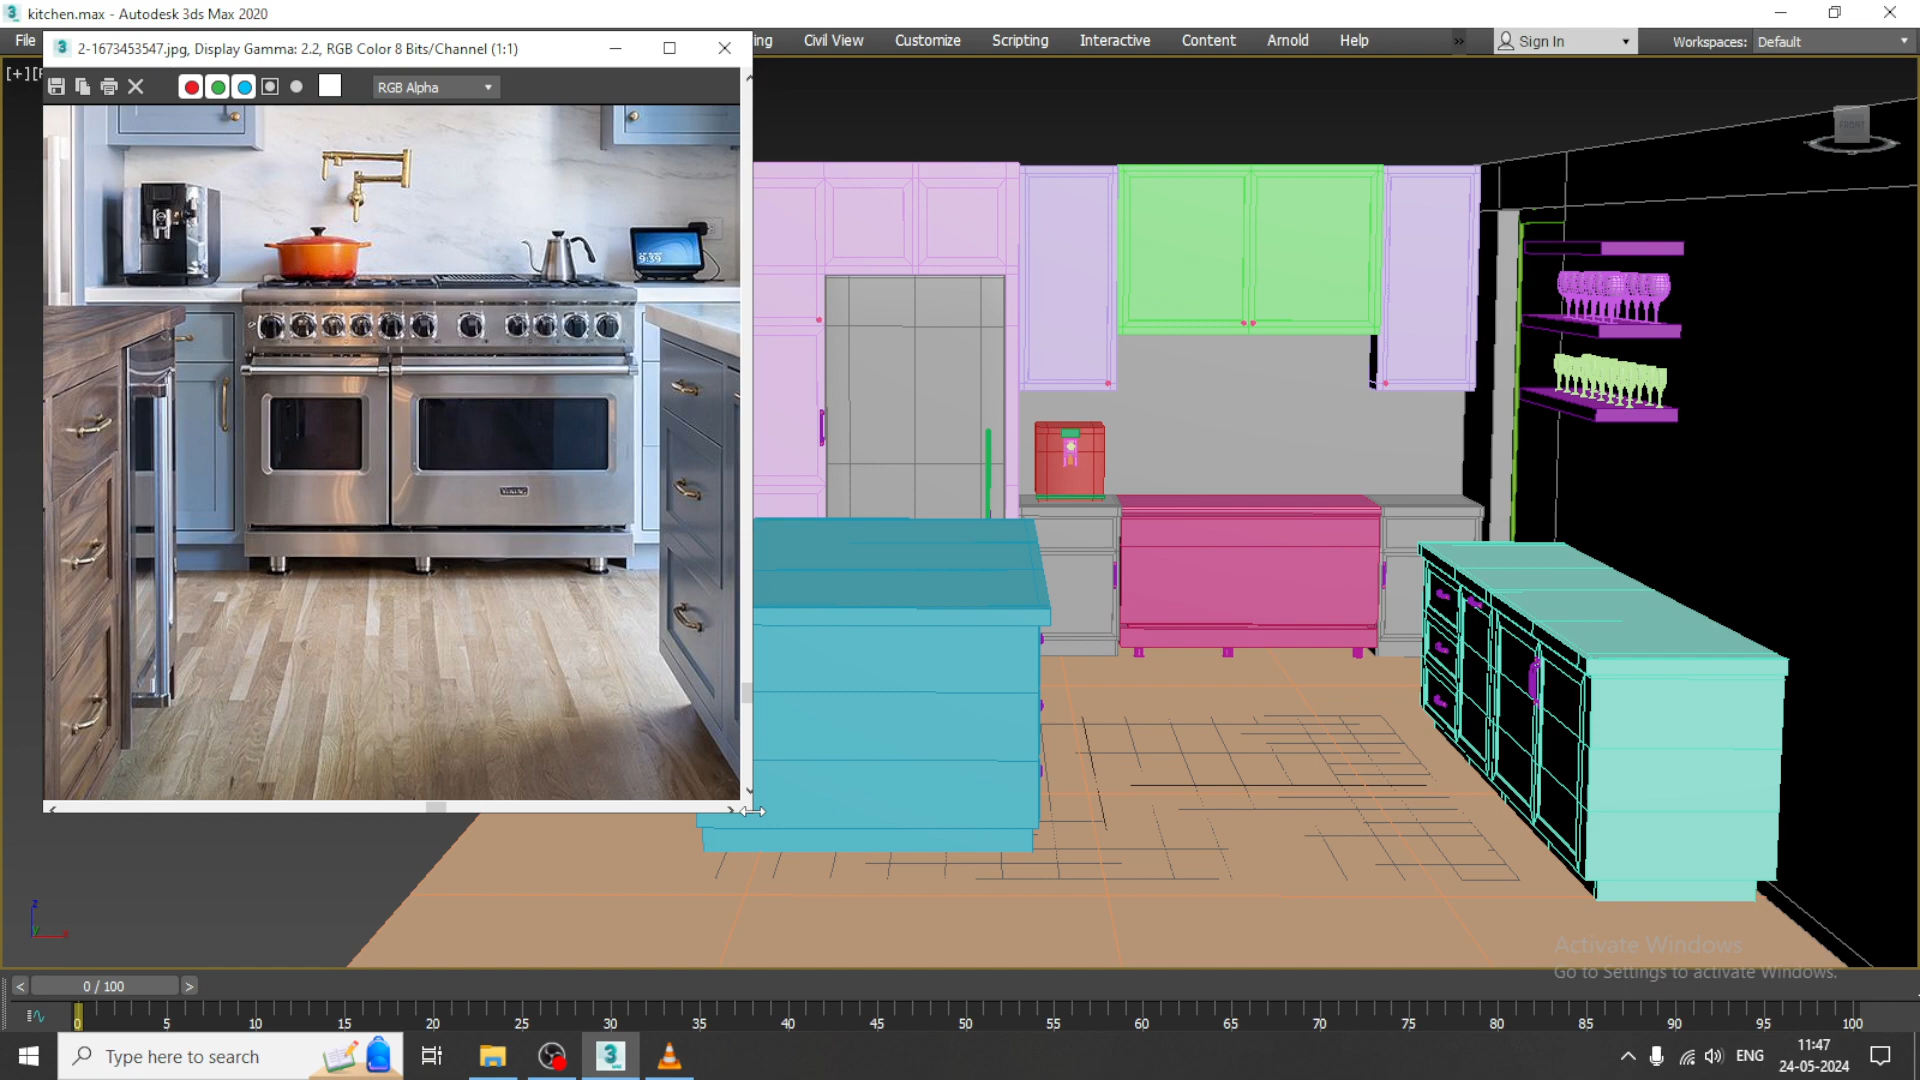 kitchen.max - Autodesk 3ds Max 2020
File
ing
Civil View
Customize
Scripting
Interactive
Content
Arnold
Help
»
Sign In
Workspaces: Default
2-1673453547.jpg, Display Gamma: 2.2, RGB Color 8 Bits/Channel (1:1)
[+][
RGB Alpha
FRONT
9:39
VIKING
z
Activate Windows
Go to Settings to activate Windows.
< 0 / 100 >
0 5 10 15 20 25 30 35 40 45 50 55 60 65 70 75 80 85 90 95 100
Type here to search
ENG
11:47
24-05-2024